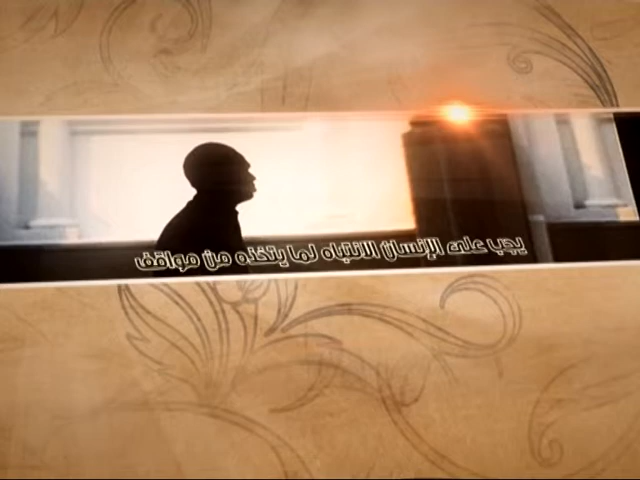 يجب على الإنسان الانتباه لما يتخذه من مواقف